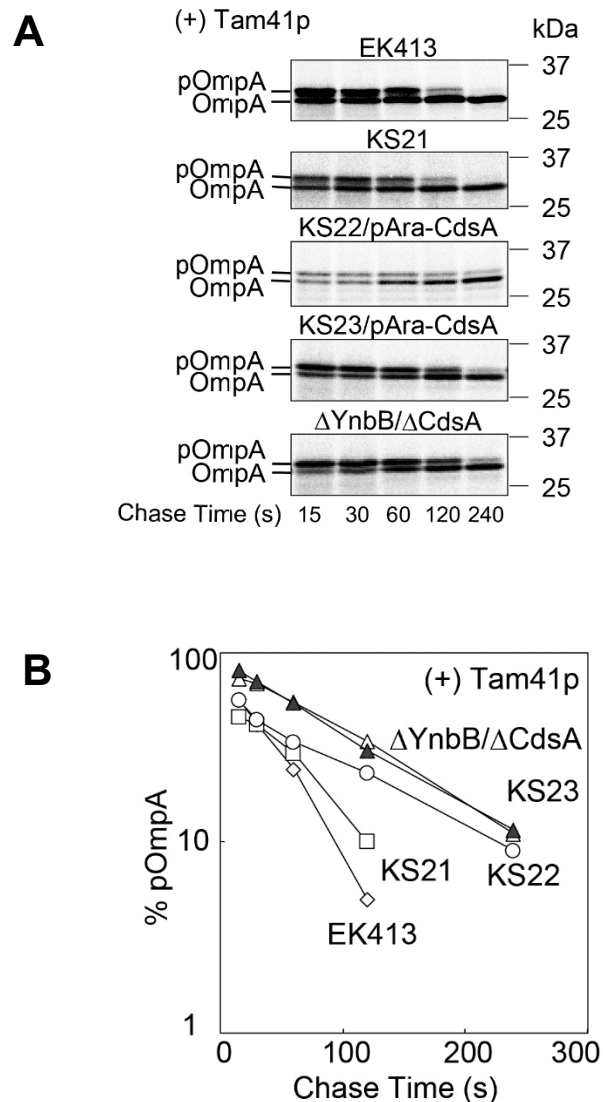 A
(+) Tam41p
kDa
EK413
pOmpA
OmpA
37
25
KS21
pOmpA
OmpA
37
25
KS22/pAra-CdsA
pOmpA
OmpA
37
25
KS23/pAra-CdsA
pOmpA
OmpA
37
25
ΔYnbB/ΔCdsA
pOmpA
OmpA
37
25
Chase Time (s) 15 30 60 120 240
B
100
(+) Tam41p
ΔYnbB/ΔCdsA
KS23
10
KS21
KS22
EK413
% pOmpA
1
0 100 200 300
Chase Time (s)